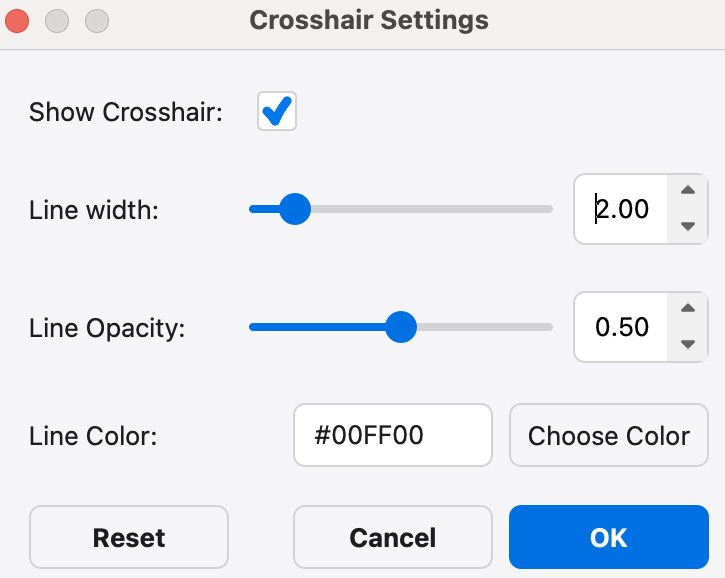 Crosshair Settings
Show Crosshair:
Line width: 2.00
Line Opacity: 0.50
Line Color: #00FF00 Choose Color
Reset Cancel OK